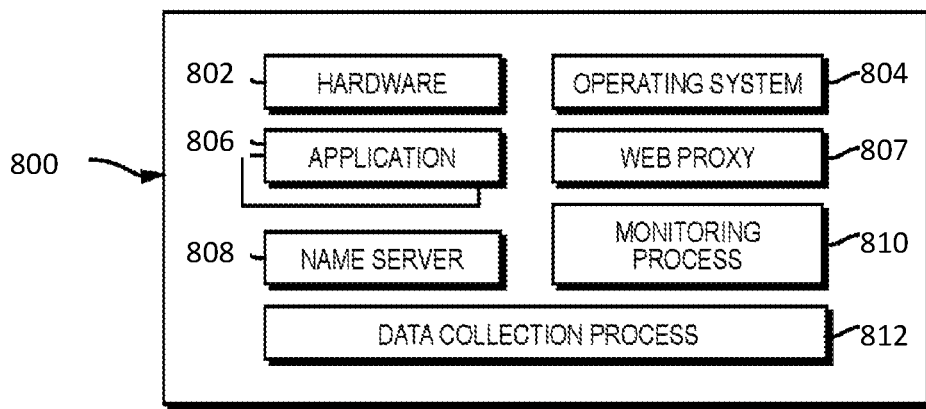 802 HARDWARE OPERATING SYSTEM 804
806 APPLICATION WEB PROXY 807
800
808 NAME SERVER MONITORING PROCESS 810
DATA COLLECTION PROCESS 812